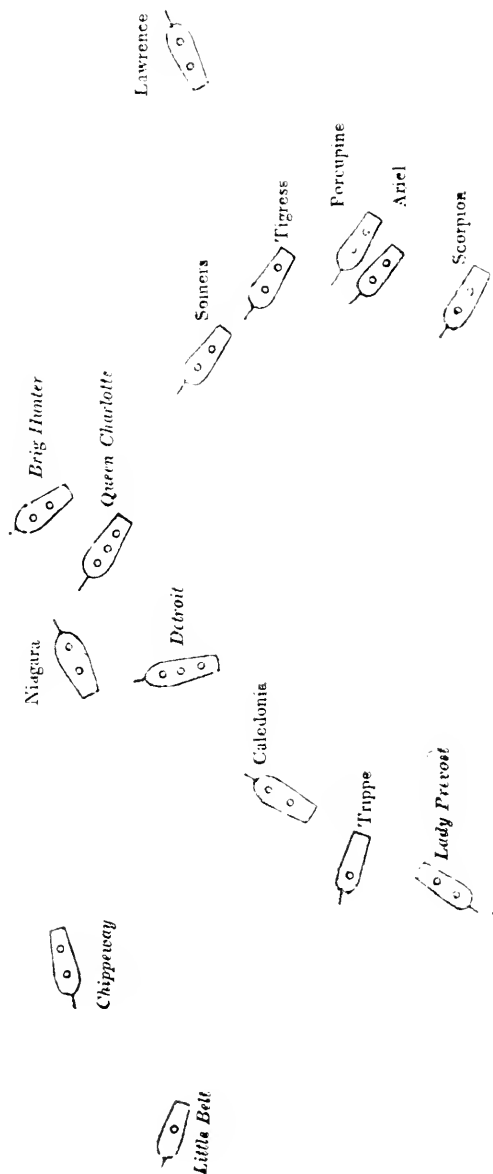 Lawrence
Porcupine
Ariel
Tigress
Scorpion
Somers
Brig Hunter
Queen Charlotte
Niagara
Detroit
Caledonia
Trippe
Lady Prevost
Chippeway
Little Belt